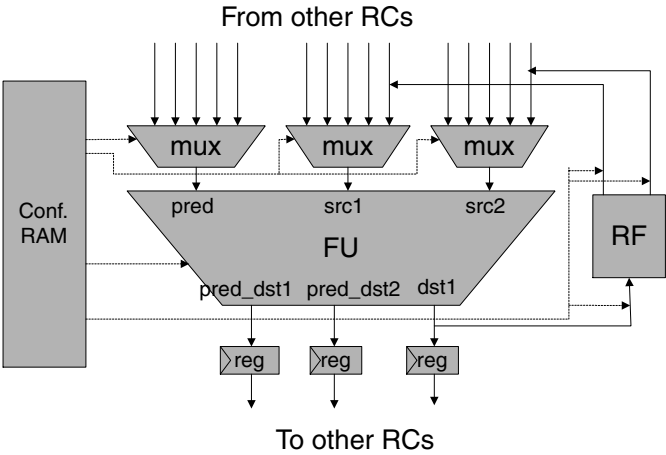 From other RCs
mux mux mux
Conf.
RAM
pred src1 src2
FU
RF
pred_dst1 pred_dst2 dst1
reg reg reg
To other RCs